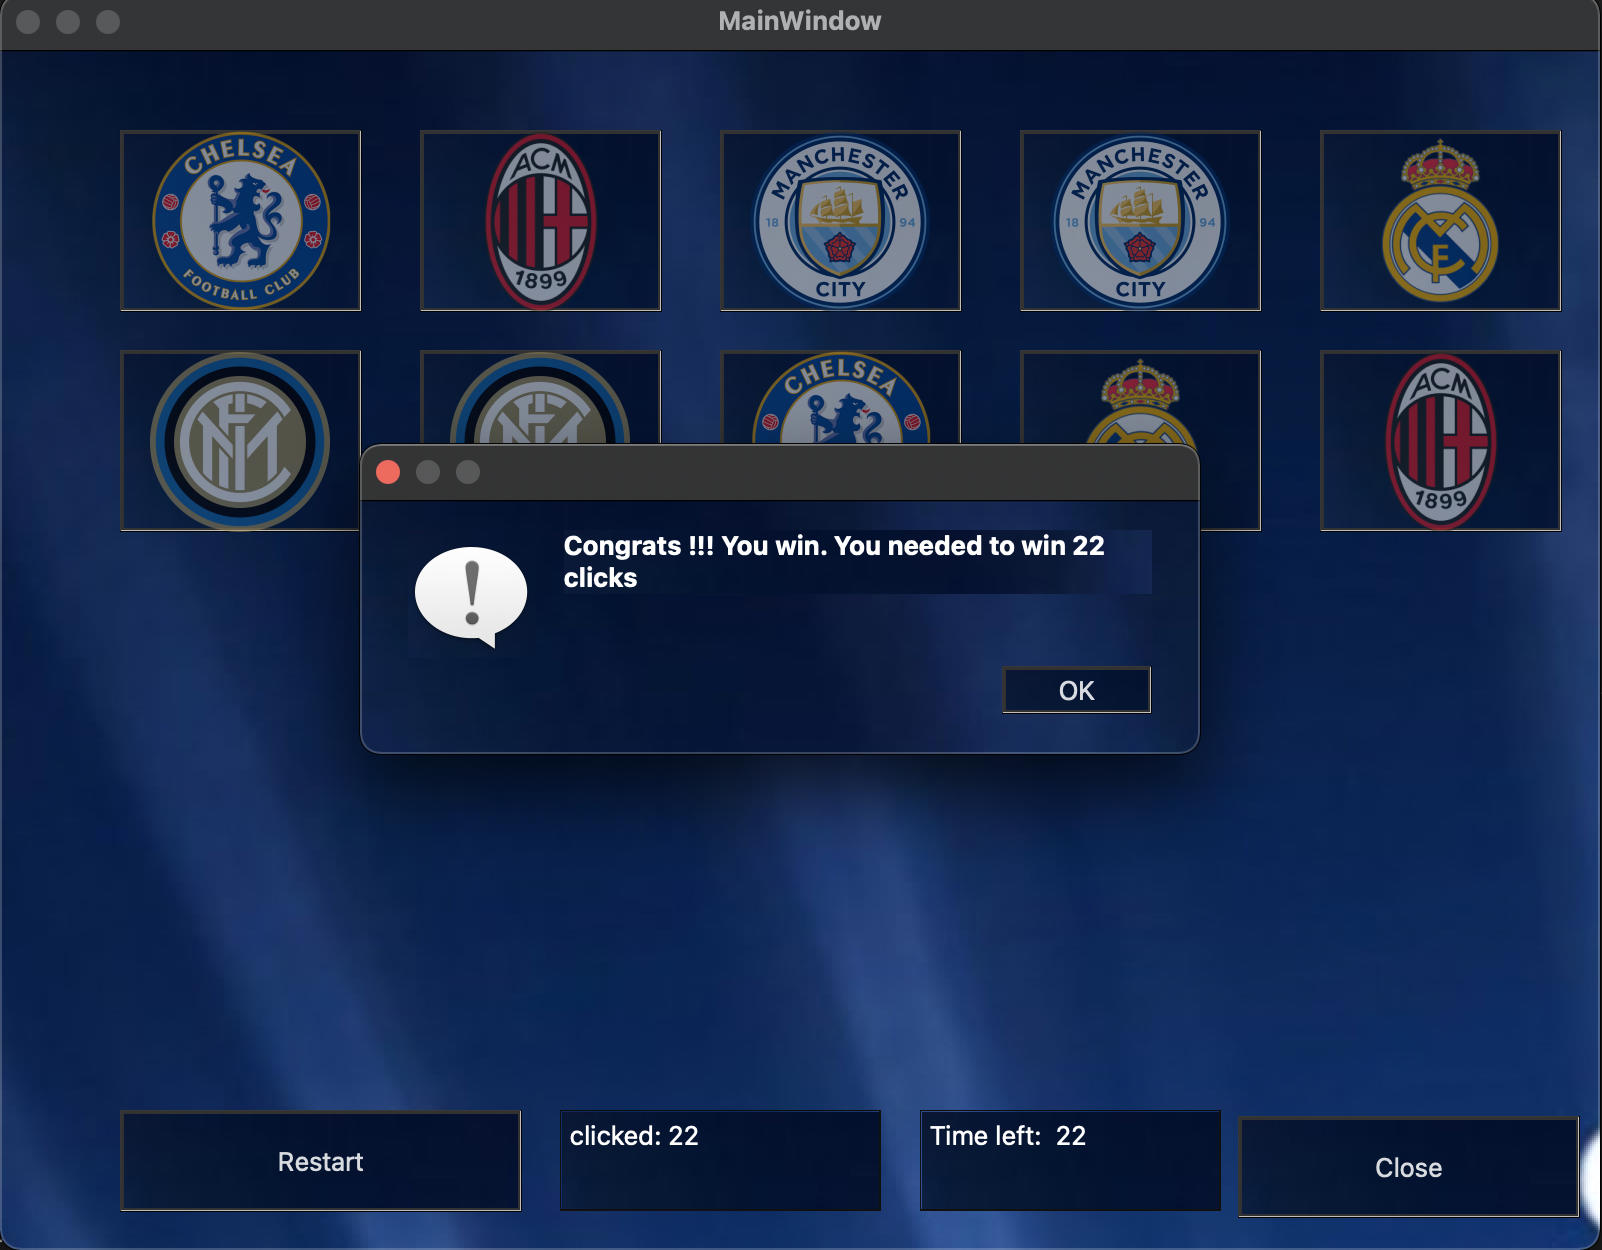 MainWindow
CHELSEA
FOOTBALL CLUB
ACM
1899
MANCHESTER
18 94
CITY
MANCHESTER
18 94
CITY
CHELSEA
ACM
1899
Congrats !!! You win. You needed to win 22
clicks
OK
Restart
clicked: 22
Time left: 22
Close